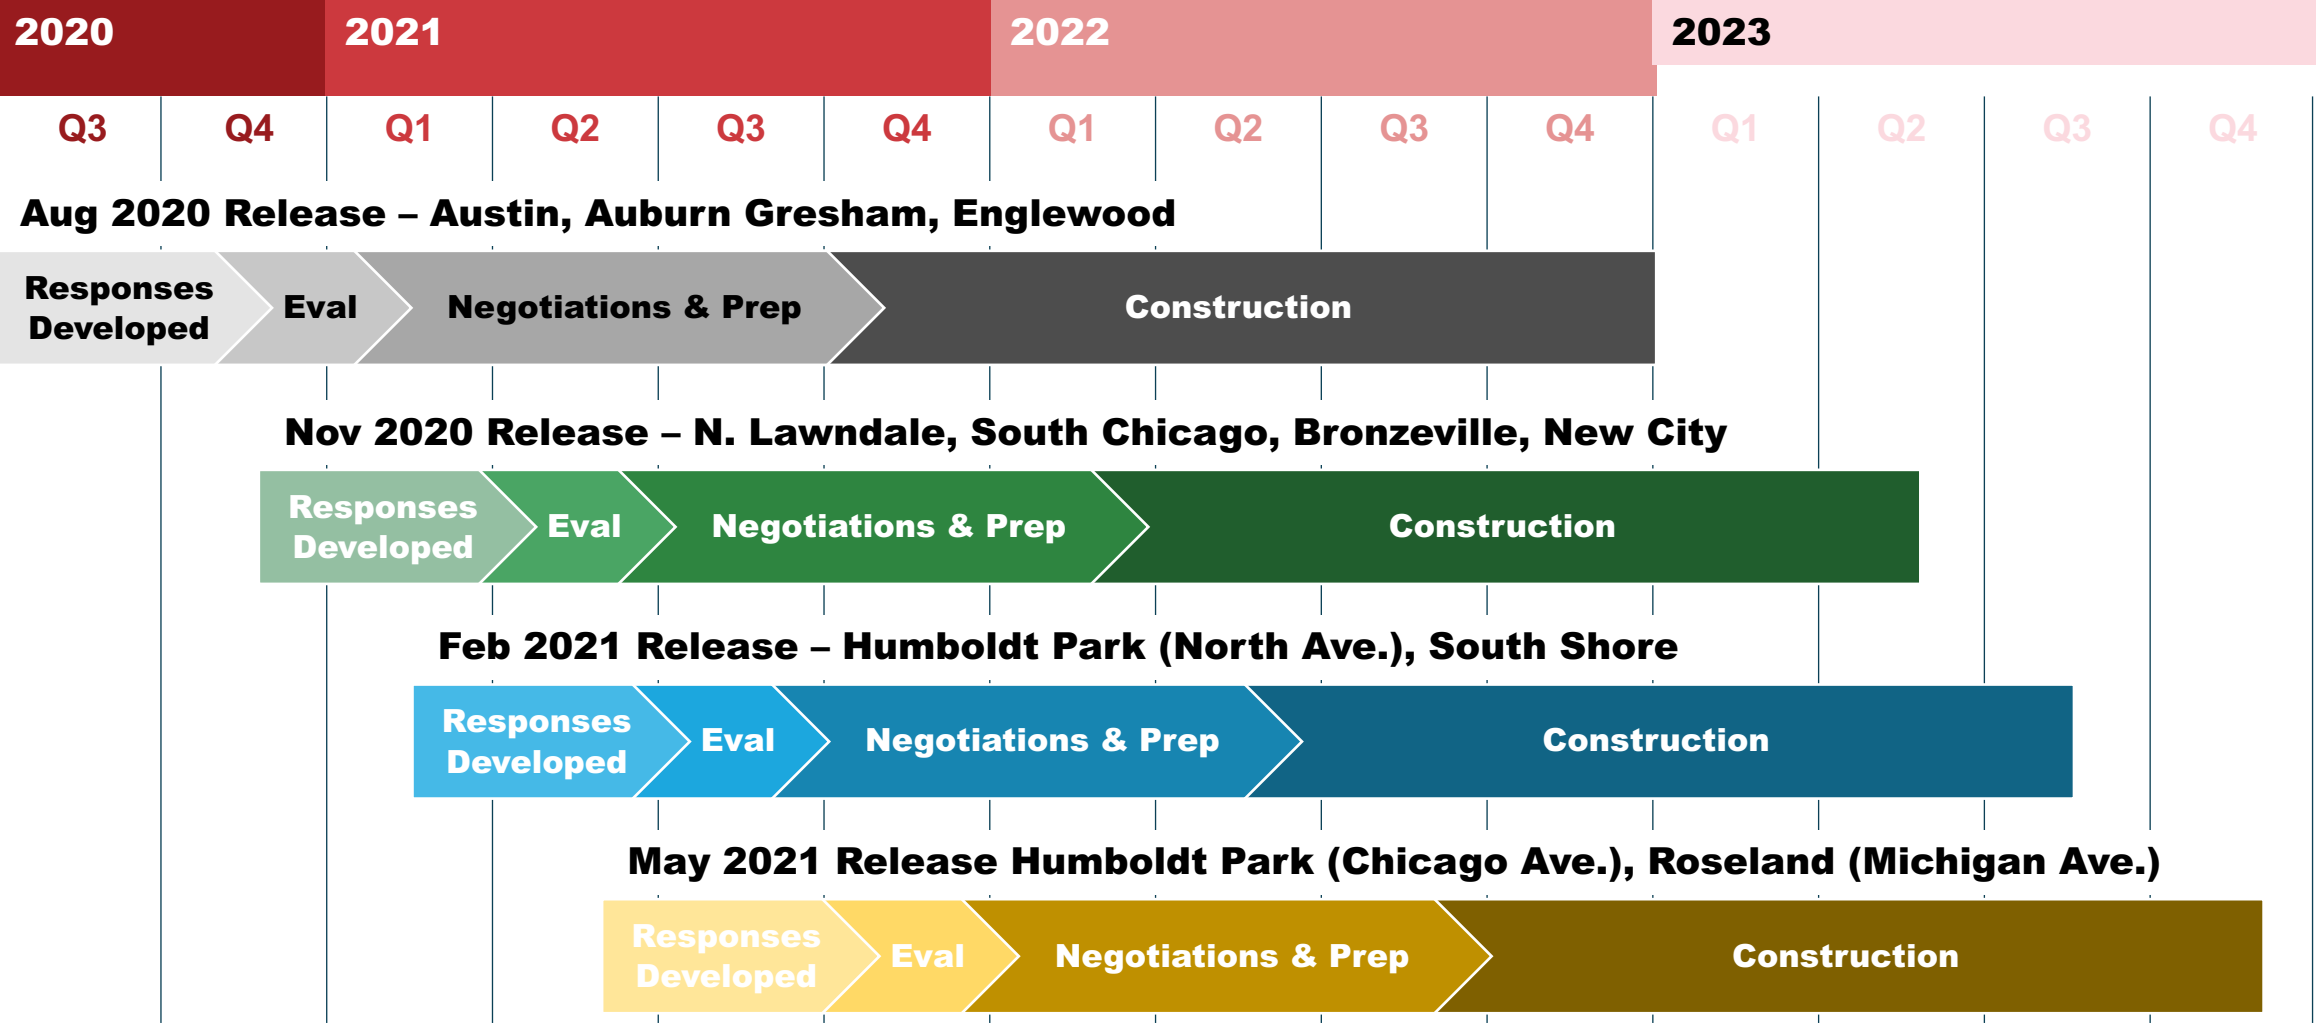 2020 2021 2022 2023
Q3 Q4 Q1 Q2 Q3 Q4 Q1 Q2 Q3 Q4 Q1 Q2 Q3 Q4
Aug 2020 Release – Austin, Auburn Gresham, Englewood
Responses
Developed
Eval
Negotiations & Prep
Construction
Nov 2020 Release – N. Lawndale, South Chicago, Bronzeville, New City
Responses
Developed
Eval
Negotiations & Prep
Construction
Feb 2021 Release – Humboldt Park (North Ave.), South Shore
Responses
Developed
Eval
Negotiations & Prep
Construction
May 2021 Release Humboldt Park (Chicago Ave.), Roseland (Michigan Ave.)
Responses
Developed
Eval
Negotiations & Prep
Construction